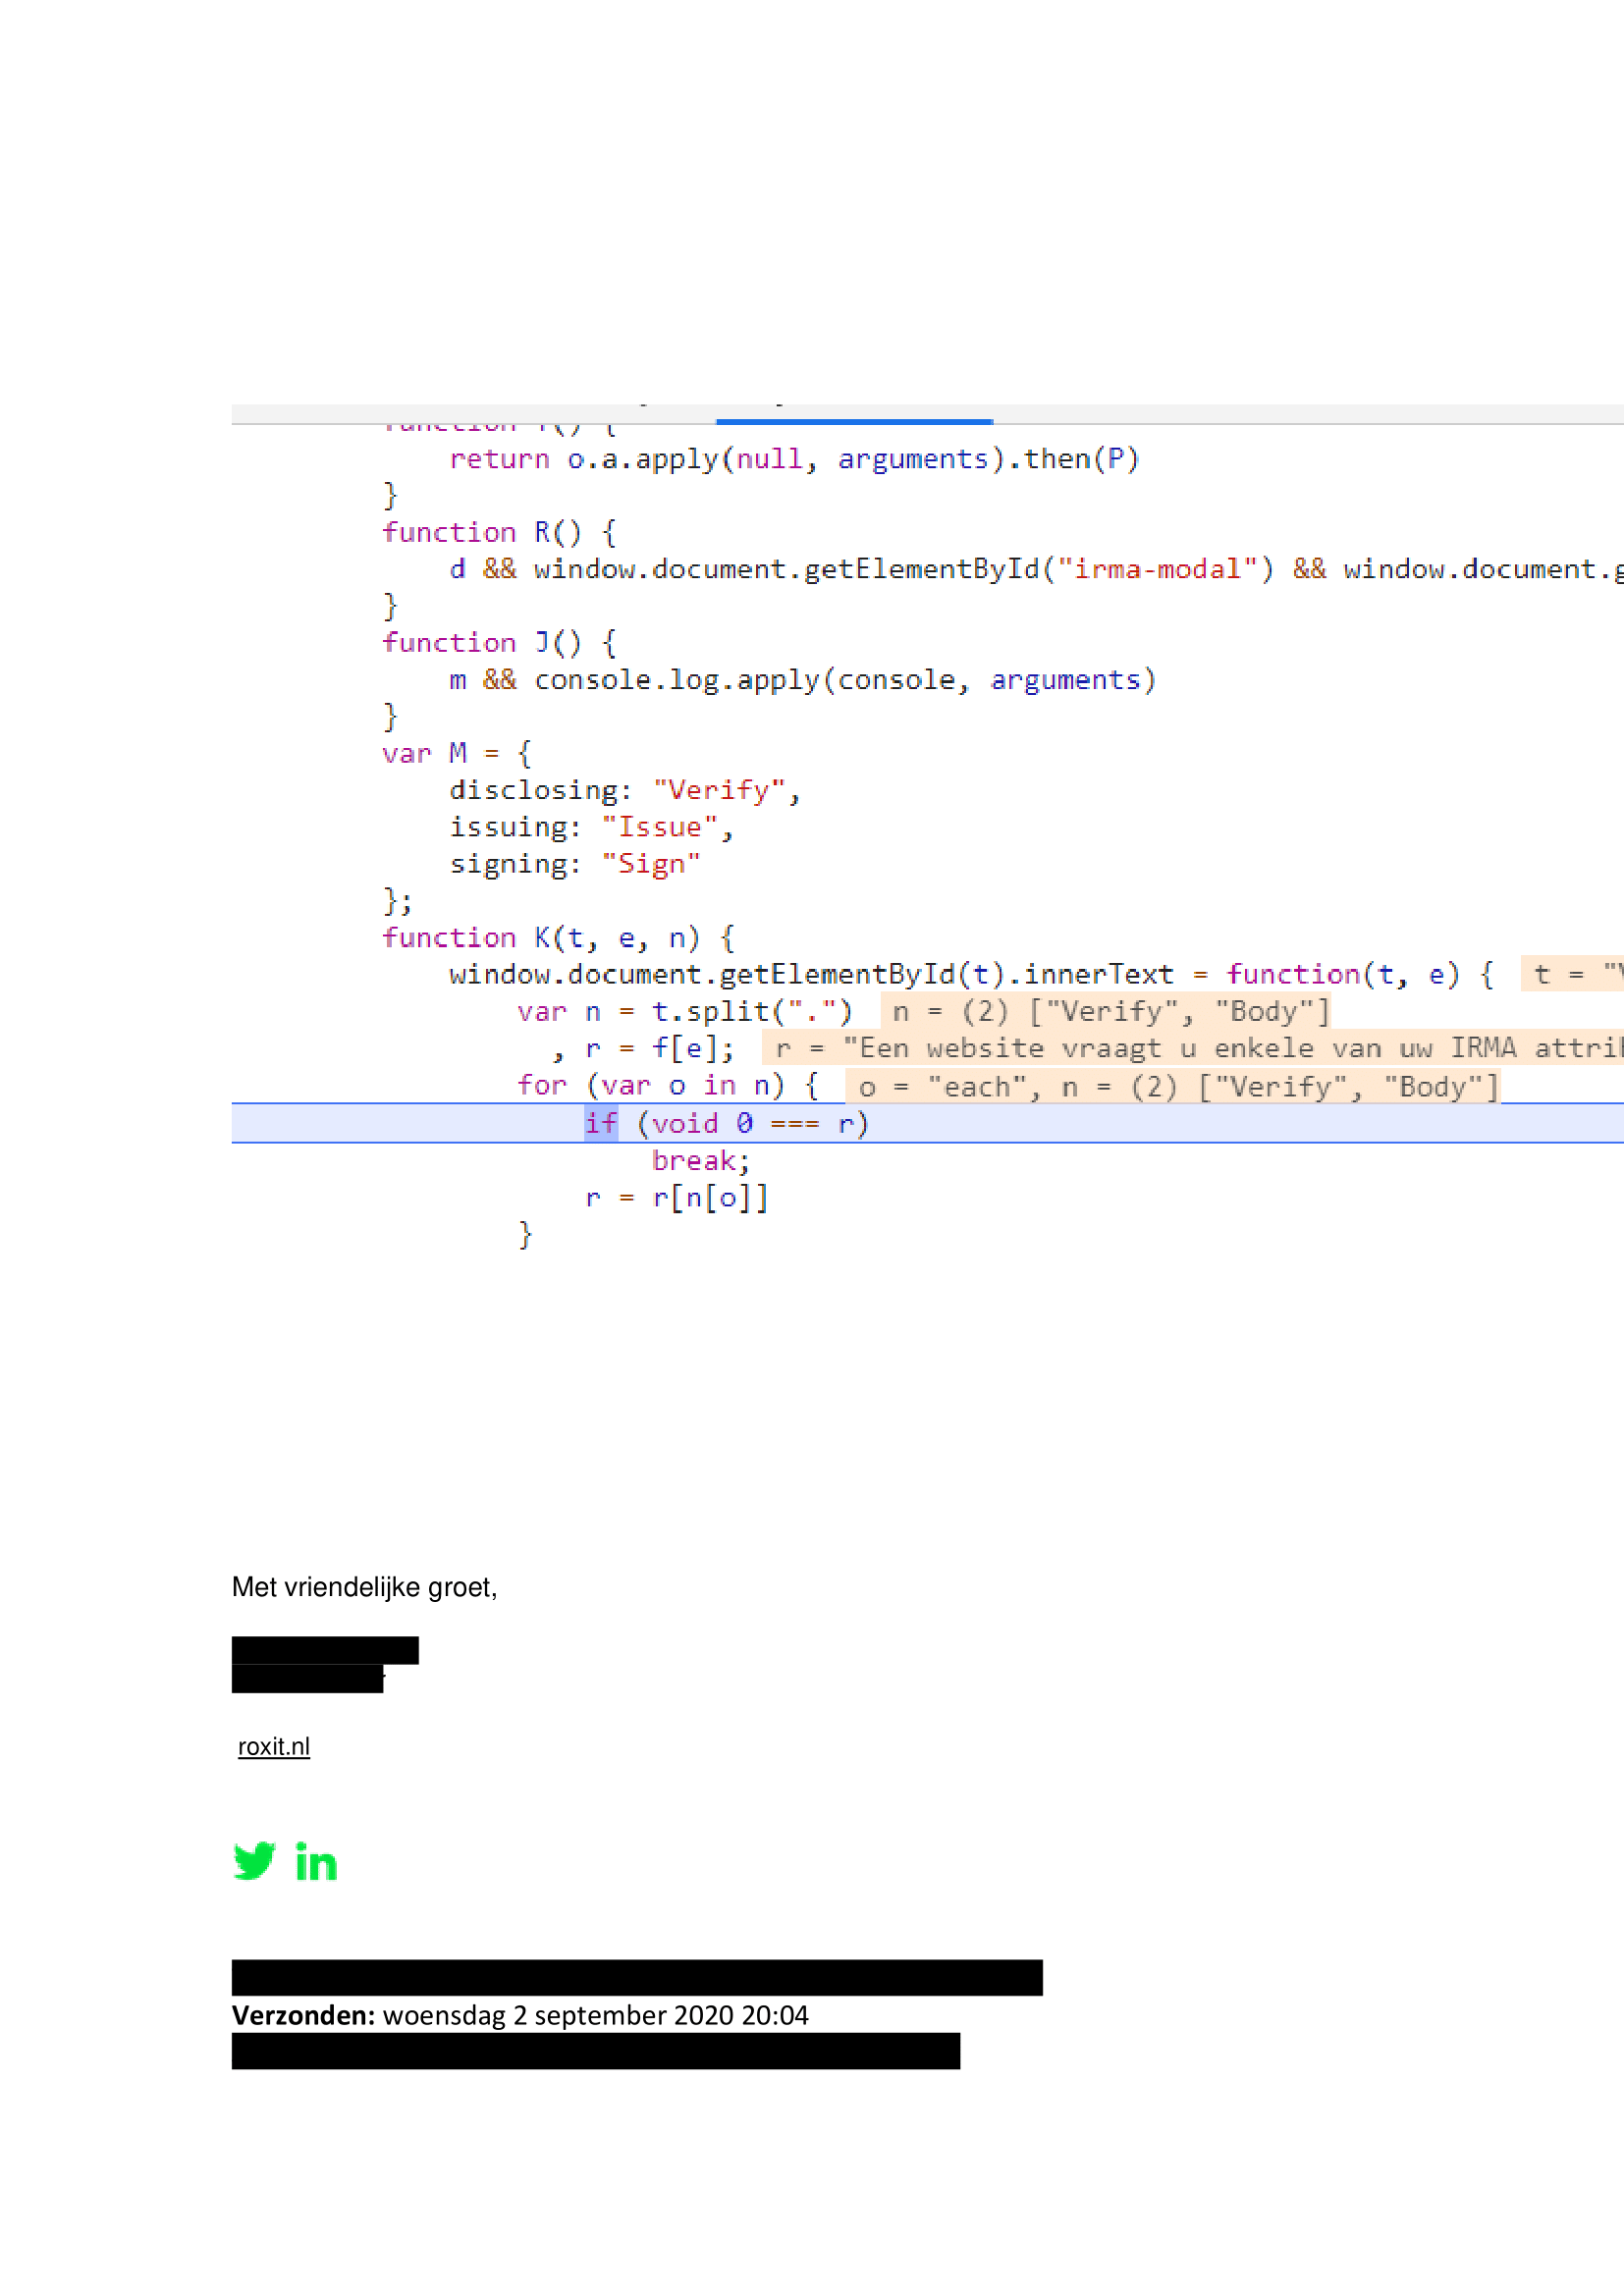 return o.a.apply(null, arguments).then(P)
}
function R() {
d && window.document.getElementById("irma-modal") && window.document.g
}
function J() {
m && console.log.apply(console, arguments)
}
var M = {
disclosing: "Verify",
issuing: "Issue",
signing: "Sign"
};
function K(t, e, n) {
window.document.getElementById(t).innerText = function(t, e) { t = "V
var n = t.split(".") n = (2) ["Verify", "Body"]
, r = f[e]; r = "Een website vraagt u enkele van uw IRMA attrib
for (var o in n) { o = "each", n = (2) ["Verify", "Body"]
if (void 0 === r)
break;
r = r[n[o]]
}
Met vriendelijke groet,
roxit.nl
in
Verzonden: woensdag 2 september 2020 20:04